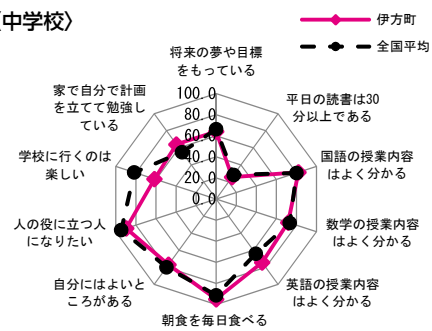 中学校〉
伊方町
全国平均
将来の夢や目標
をもっている
平日の読書は30
分以上である
国語の授業内容
はよく分かる
数学の授業内容
はよく分かる
英語の授業内容
はよく分かる
朝食を毎日食べる
自分にはよいと
ころがある
人の役に立つ人
になりたい
学校に行くのは
楽しい
家で自分で計画
を立てて勉強し
ている
100.0
80.0
60.0
40.0
20.0
0.0